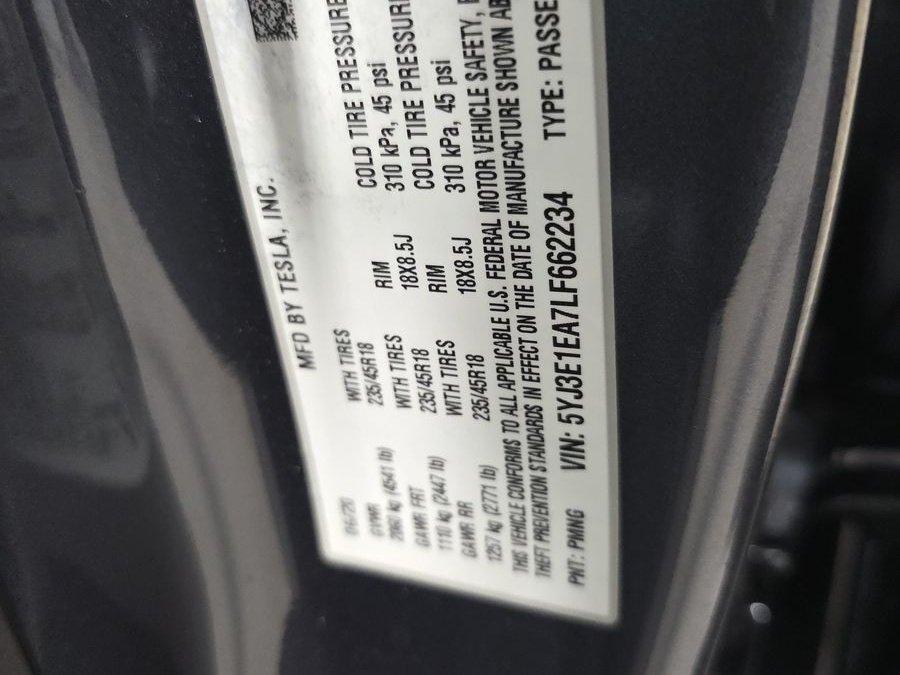 MFD BY TESLA, INC.
GVWR WITH TIRES RIM COLD TIRE PRESSURE
2060 kg (4541 lb) 235/45R18 18X8.5J 310 kPa, 45 psi
GAWR FRT WITH TIRES RIM COLD TIRE PRESSURE
1110 kg (2447 lb) 235/45R18 18X8.5J 310 kPa, 45 psi
GAWR RR WITH TIRES
1257 kg (2771 lb) 235/45R18
THIS VEHICLE CONFORMS TO ALL APPLICABLE U.S. FEDERAL MOTOR VEHICLE SAFETY,
THEFT PREVENTION STANDARDS IN EFFECT ON THE DATE OF MANUFACTURE SHOWN AB
PNT: PMNG VIN: 5YJ3E1EA7LF662234 TYPE: PASSE